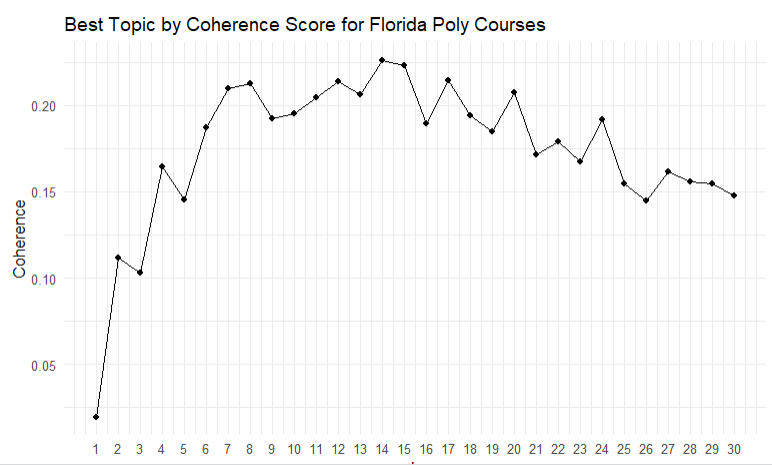 Best Topic by Coherence Score for Florida Poly Courses
Coherence
0.20
0.15
0.10
0.05
1 2 3 4 5 6 7 8 9 10 11 12 13 14 15 16 17 18 19 20 21 22 23 24 25 26 27 28 29 30